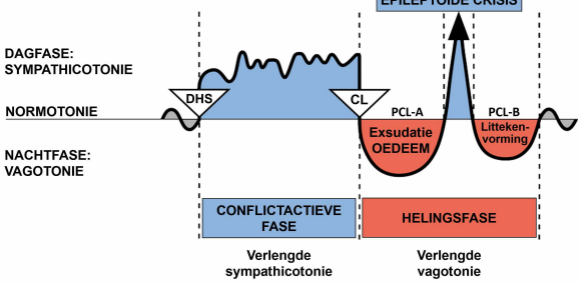 EPILEPTOIDE CRISIS
DAGFASE:
SYMPATHICOTONIE
DHS
CL
NORMOTONIE
PCL-A
PCL-B
Exsudatie
OEDEEM
Litteken-
vorming
NACHTFASE:
VAGOTONIE
CONFLICTACTIEVE
FASE
HELINGSFASE
Verlengde
sympathicotonie
Verlengde
vagotonie